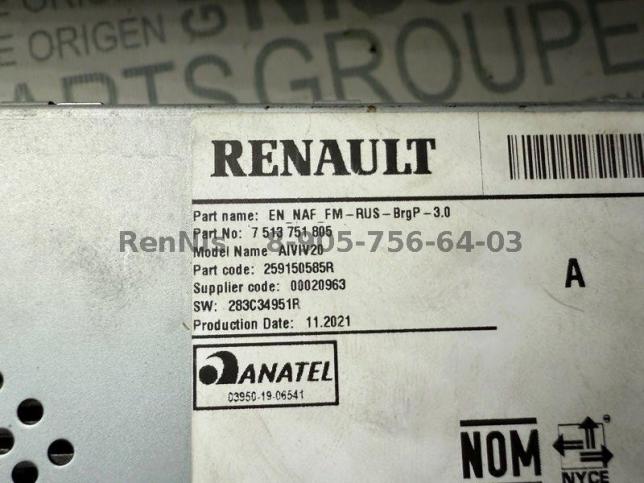 E ORIGEN
GROUPE
PARTS
RENAULT
Part name: EN_NAF_FM-RUS-BrgP-3.0
Part No: 7 513 751 805
RenNis 8-905-756-64-03
Model Name AIVIV20
Part code: 259150585R
Supplier code: 00020963
SW: 283C34951R
Production Date: 11.2021
A
ANATEL
03950-19-06541
NOM
NYCE